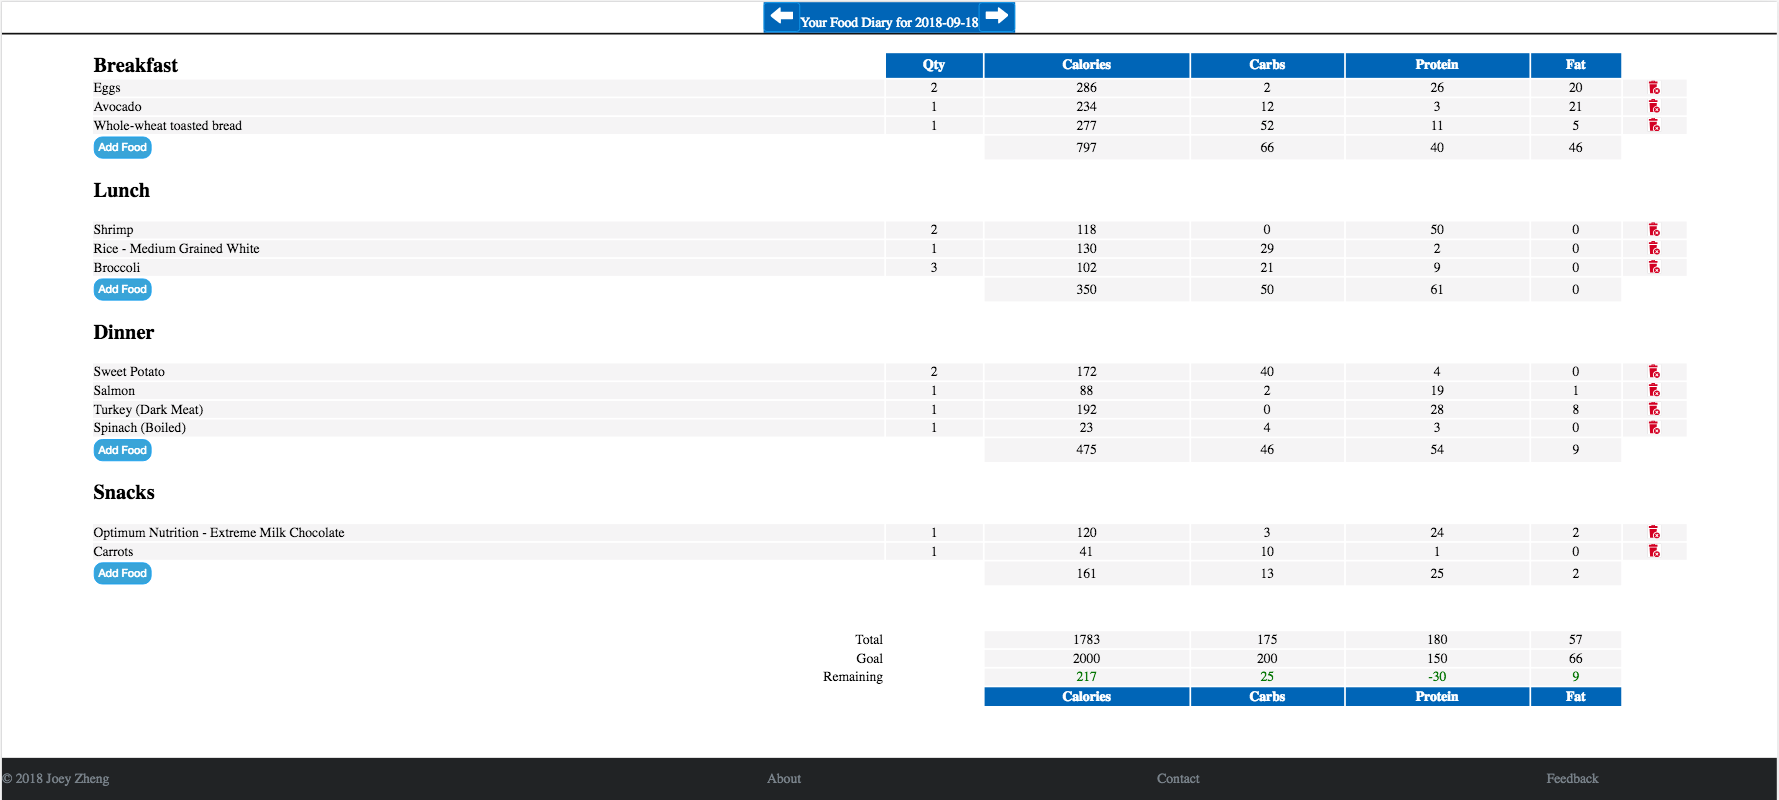 Your Food Diary for 2018-09-18
Breakfast Qty Calories Carbs Protein Fat
Eggs 2 286 2 26 20
Avocado 1 234 12 3 21
Whole-wheat toasted bread 1 277 52 11 5
Add Food 797 66 40 46
Lunch
Shrimp 2 118 0 50 0
Rice - Medium Grained White 1 130 29 2 0
Broccoli 3 102 21 9 0
Add Food 350 50 61 0
Dinner
Sweet Potato 2 172 40 4 0
Salmon 1 88 2 19 1
Turkey (Dark Meat) 1 192 0 28 8
Spinach (Boiled) 1 23 4 3 0
Add Food 475 46 54 9
Snacks
Optimum Nutrition - Extreme Milk Chocolate 1 120 3 24 2
Carrots 1 41 10 1 0
Add Food 161 13 25 2
Total 1783 175 180 57
Goal 2000 200 150 66
Remaining 217 25 -30 9
Calories Carbs Protein Fat
© 2018 Joey Zheng About Contact Feedback